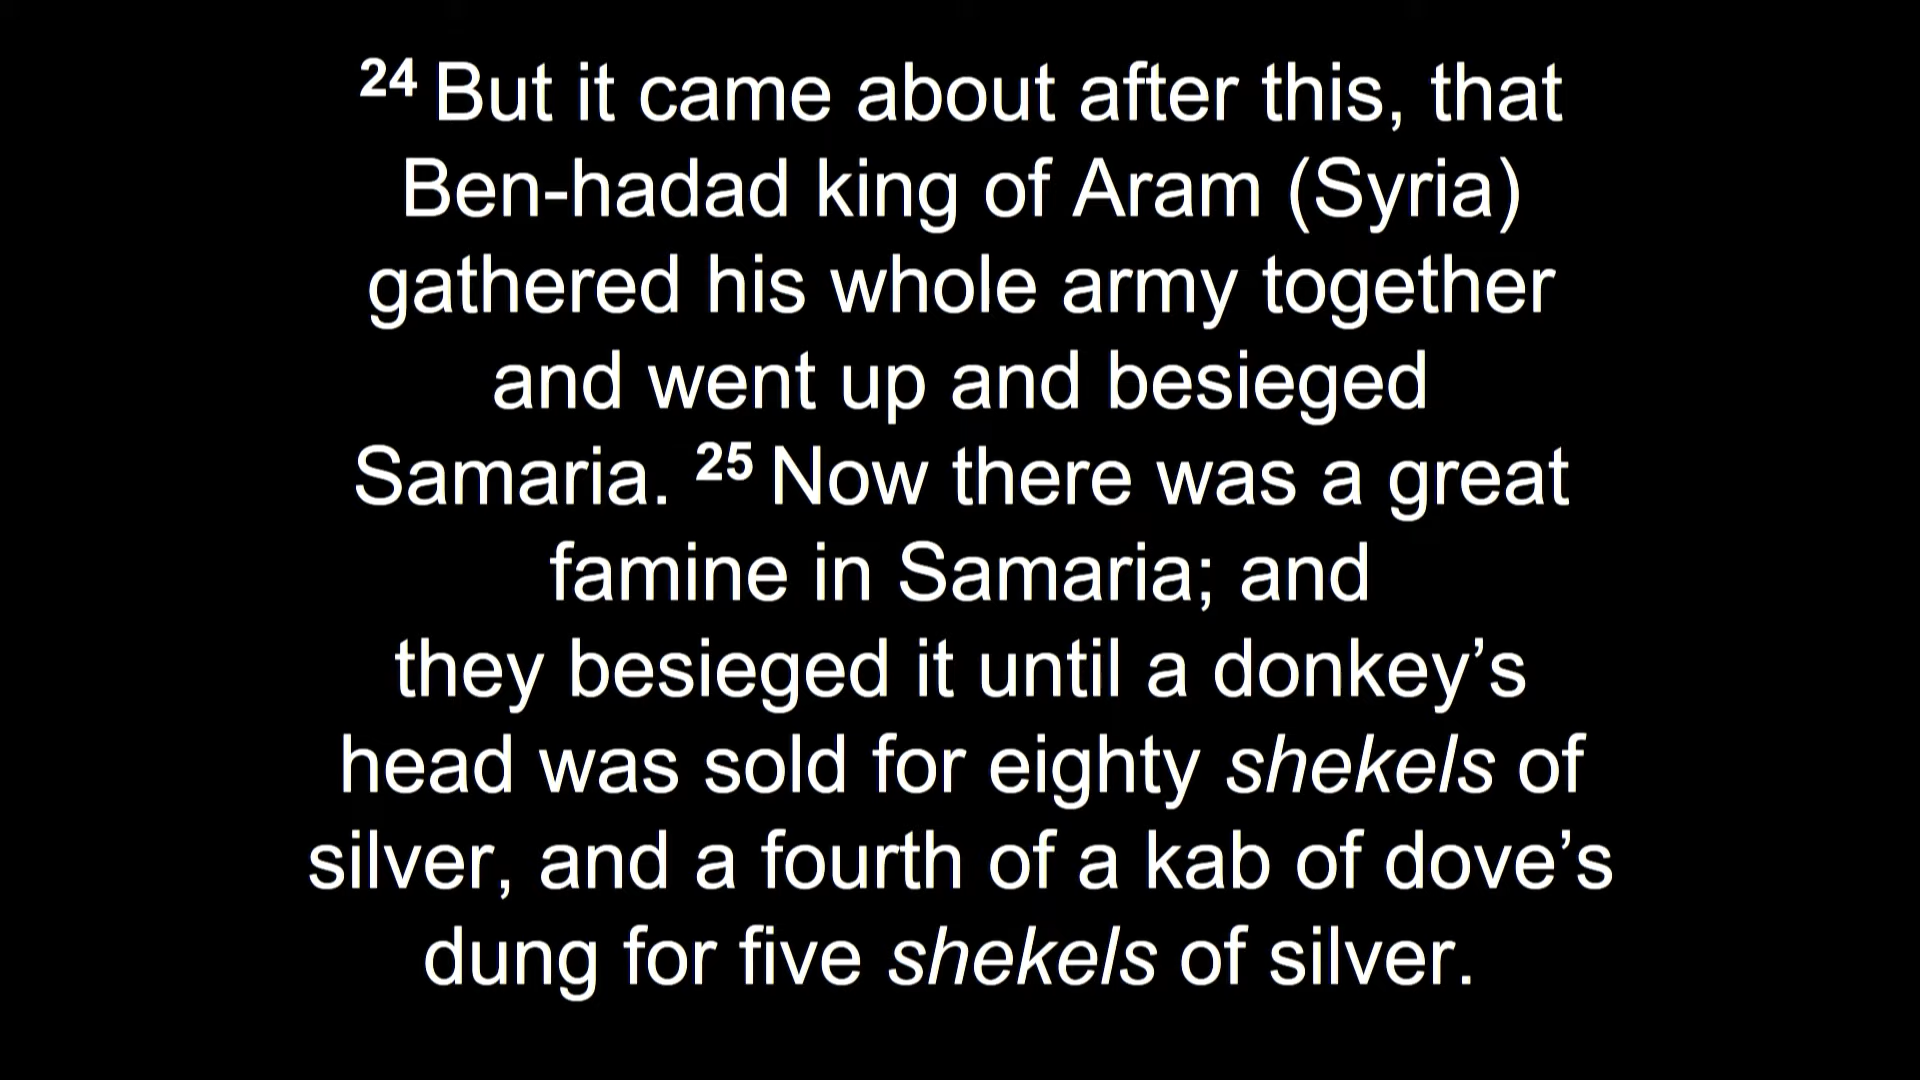 24 But it came about after this, that
Ben-hadad king of Aram (Syria)
gathered his whole army together
and went up and besieged
Samaria. 25 Now there was a great
famine in Samaria; and
they besieged it until a donkey’s
head was sold for eighty shekels of
silver, and a fourth of a kab of dove’s
dung for five shekels of silver.